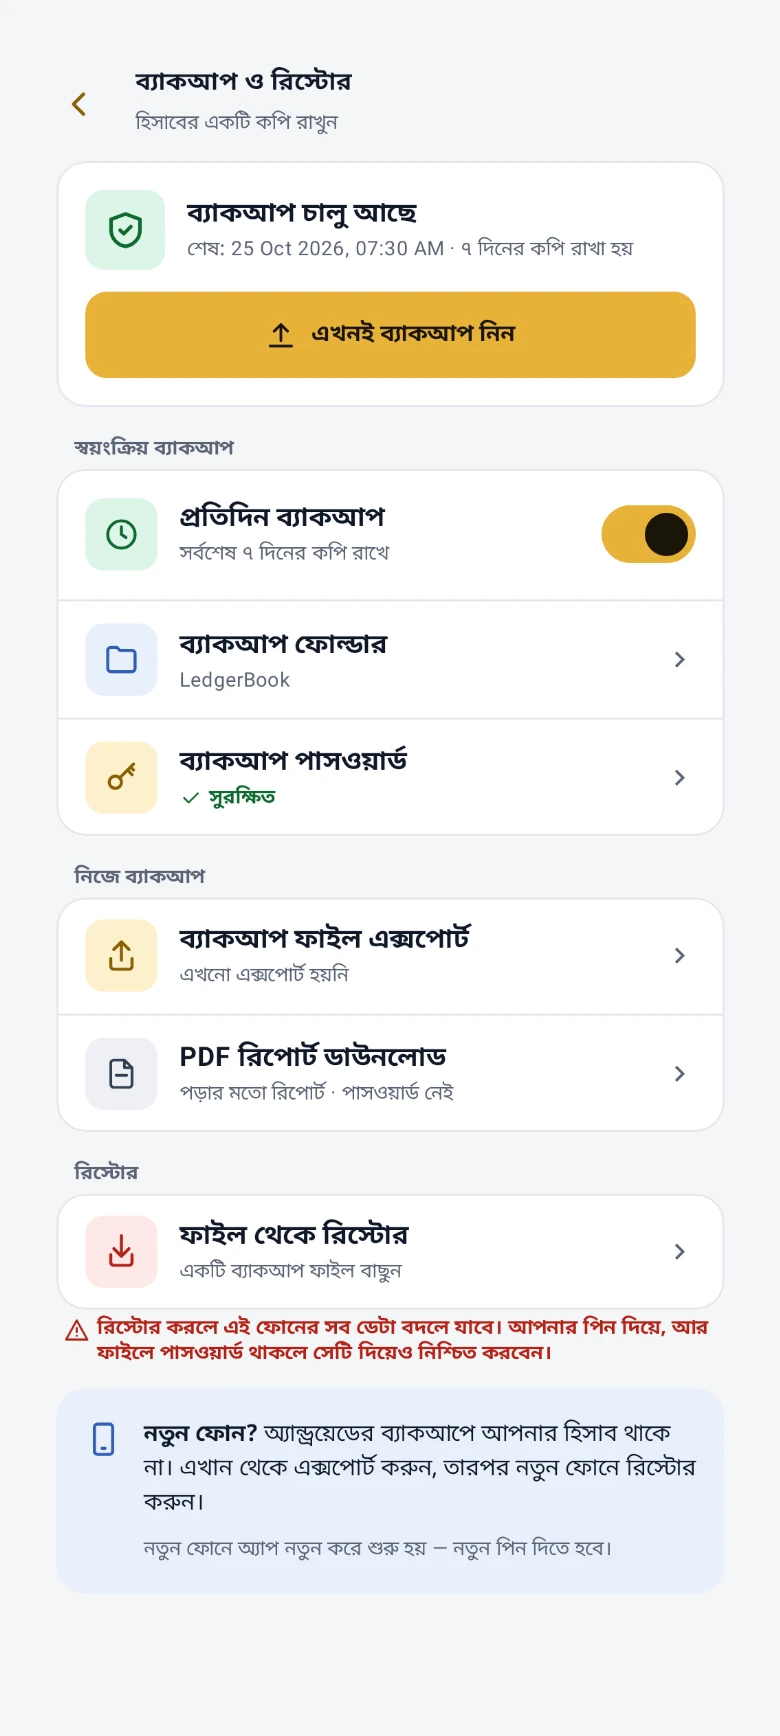 ব্যাকআপ ও রিস্টোর
হিসাবের একটি কপি রাখুন
ব্যাকআপ চালু আছে
শেষ: 25 Oct 2026, 07:30 AM · ৭ দিনের কপি রাখা হয়
এখনই ব্যাকআপ নিন
স্বয়ংক্রিয় ব্যাকআপ
প্রতিদিন ব্যাকআপ
সর্বশেষ ৭ দিনের কপি রাখে
ব্যাকআপ ফোল্ডার
LedgerBook
ব্যাকআপ পাসওয়ার্ড
সুরক্ষিত
নিজে ব্যাকআপ
ব্যাকআপ ফাইল এক্সপোর্ট
এখনো এক্সপোর্ট হয়নি
PDF রিপোর্ট ডাউনলোড
পড়ার মতো রিপোর্ট · পাসওয়ার্ড নেই
রিস্টোর
ফাইল থেকে রিস্টোর
একটি ব্যাকআপ ফাইল বাছুন
রিস্টোর করলে এই ফোনের সব ডেটা বদলে যাবে। আপনার পিন দিয়ে, আর
ফাইলে পাসওয়ার্ড থাকলে সেটি দিয়েও নিশ্চিত করবেন।
নতুন ফোন? অ্যান্ড্রয়েডের ব্যাকআপে আপনার হিসাব থাকে
না। এখান থেকে এক্সপোর্ট করুন, তারপর নতুন ফোনে রিস্টোর
করুন।
নতুন ফোনে অ্যাপ নতুন করে শুরু হয় — নতুন পিন দিতে হবে।